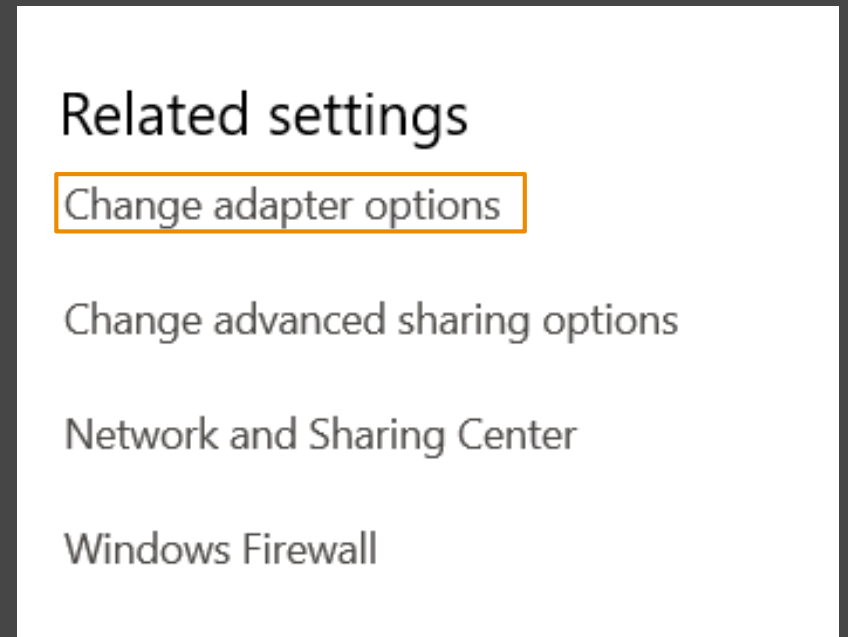 Related settings
Change adapter options
Change advanced sharing options
Network and Sharing Center
Windows Firewall